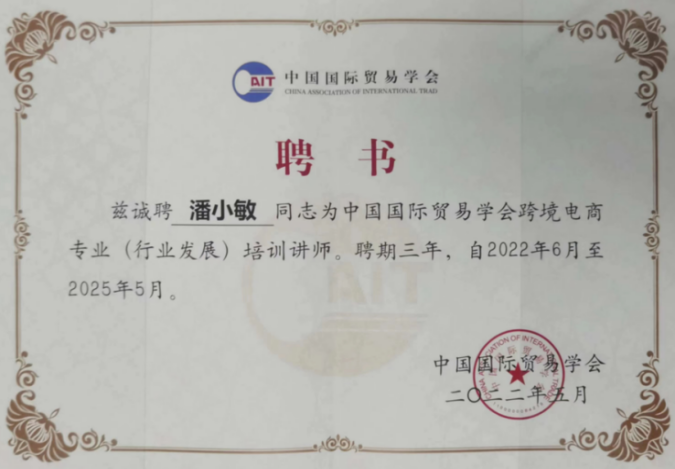 CAIT 中国国际贸易学会
CHINA ASSOCIATION OF INTERNATIONAL TRAD
聘 书
兹诚聘 潘小敏 同志为中国国际贸易学会跨境电商
专业（行业发展）培训讲师。聘期三年，自2022年6月至
2025年5月。
中国国际贸易学会
二〇二二年五月